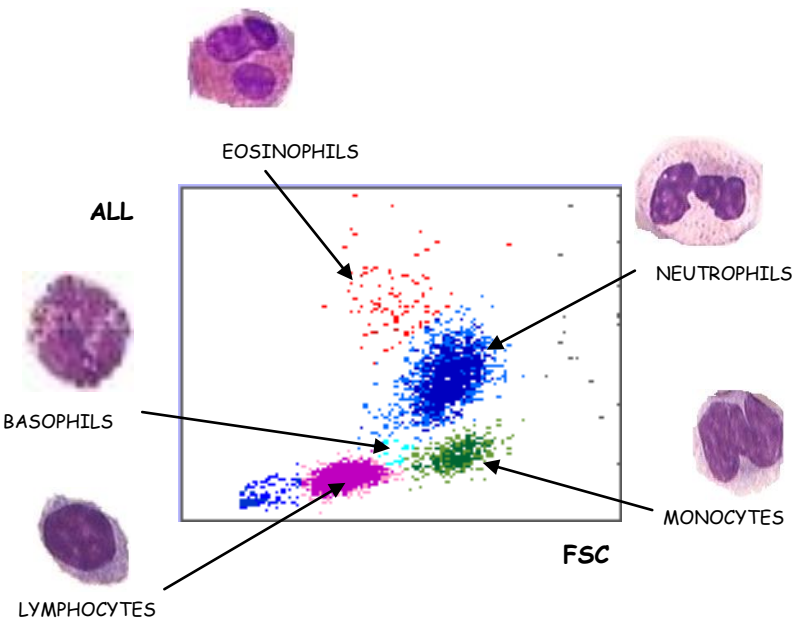 EOSINOPHILS
ALL
NEUTROPHILS
BASOPHILS
MONOCYTES
FSC
LYMPHOCYTES